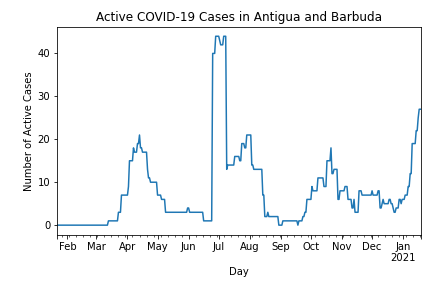 Active COVID-19 Cases in Antigua and Barbuda
Number of Active Cases
40
30
20
10
0
Feb Mar Apr May Jun Jul Aug Sep Oct Nov Dec Jan
2021
Day